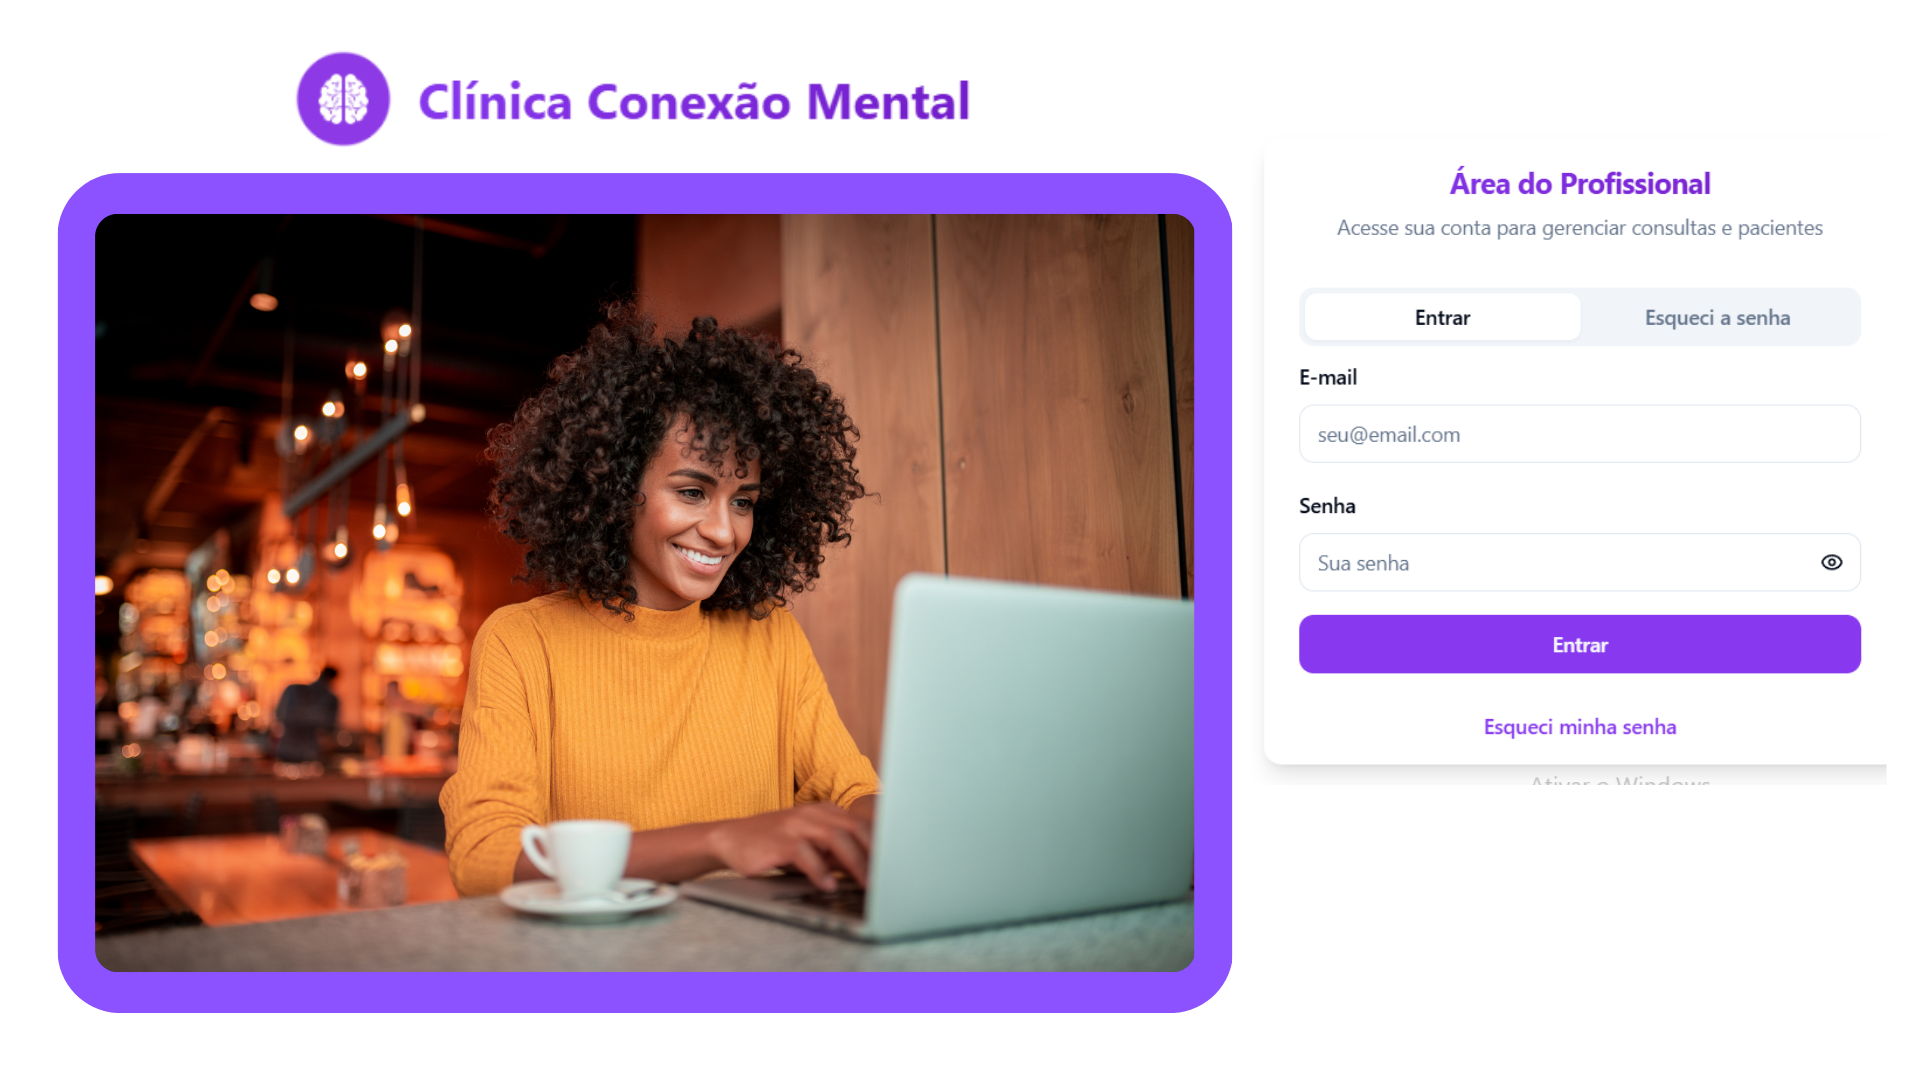 Clínica Conexão Mental
Área do Profissional
Acesse sua conta para gerenciar consultas e pacientes
Entrar
Esqueci a senha
E-mail
seu@email.com
Senha
Sua senha
Entrar
Esqueci minha senha
Ativar o Windows